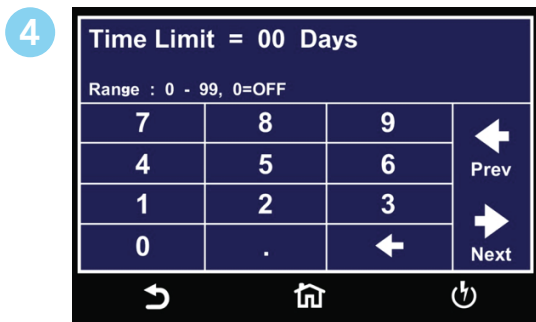 4
Time Limit = 00 Days
Range : 0 - 99, 0=OFF
7 8 9
4 5 6
Prev
1 2 3
0 .
Next